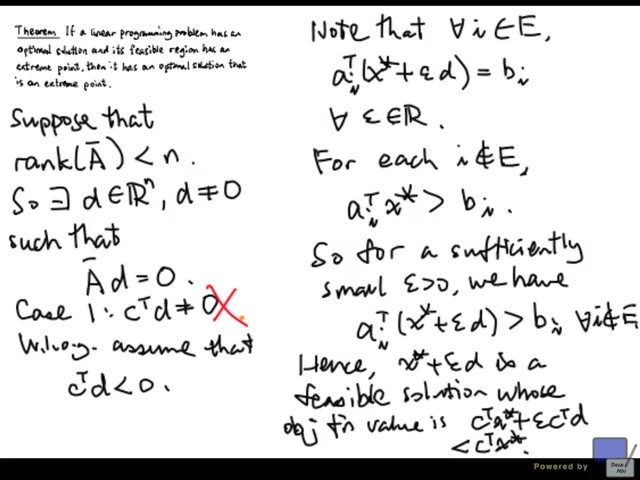 Theorem If a linear programming problem has an
optimal solution and its feasible region has an
extreme point, then it has an optimal solution that
is an extreme point.
Suppose that
rank(Ā) < n.
So ∃ d ∈ ℝⁿ, d ≠ 0
such that
Ā d = 0.
Case 1: cᵀd ≠ 0 X.
W.l.o.g. assume that
cᵀd < 0.
Note that ∀ i ∈ E,
aᵢᵀ(x* + εd) = bᵢ
∀ ε ∈ ℝ.
For each i ∉ E,
aᵢᵀx* > bᵢ.
So for a sufficiently
small ε>0, we have
aᵢᵀ(x* + εd) > bᵢ ∀i∉E
Hence, x* + εd is a
feasible solution whose
obj f'n value is cᵀx* + εcᵀd
< cᵀx*.
Powered by
Doceri